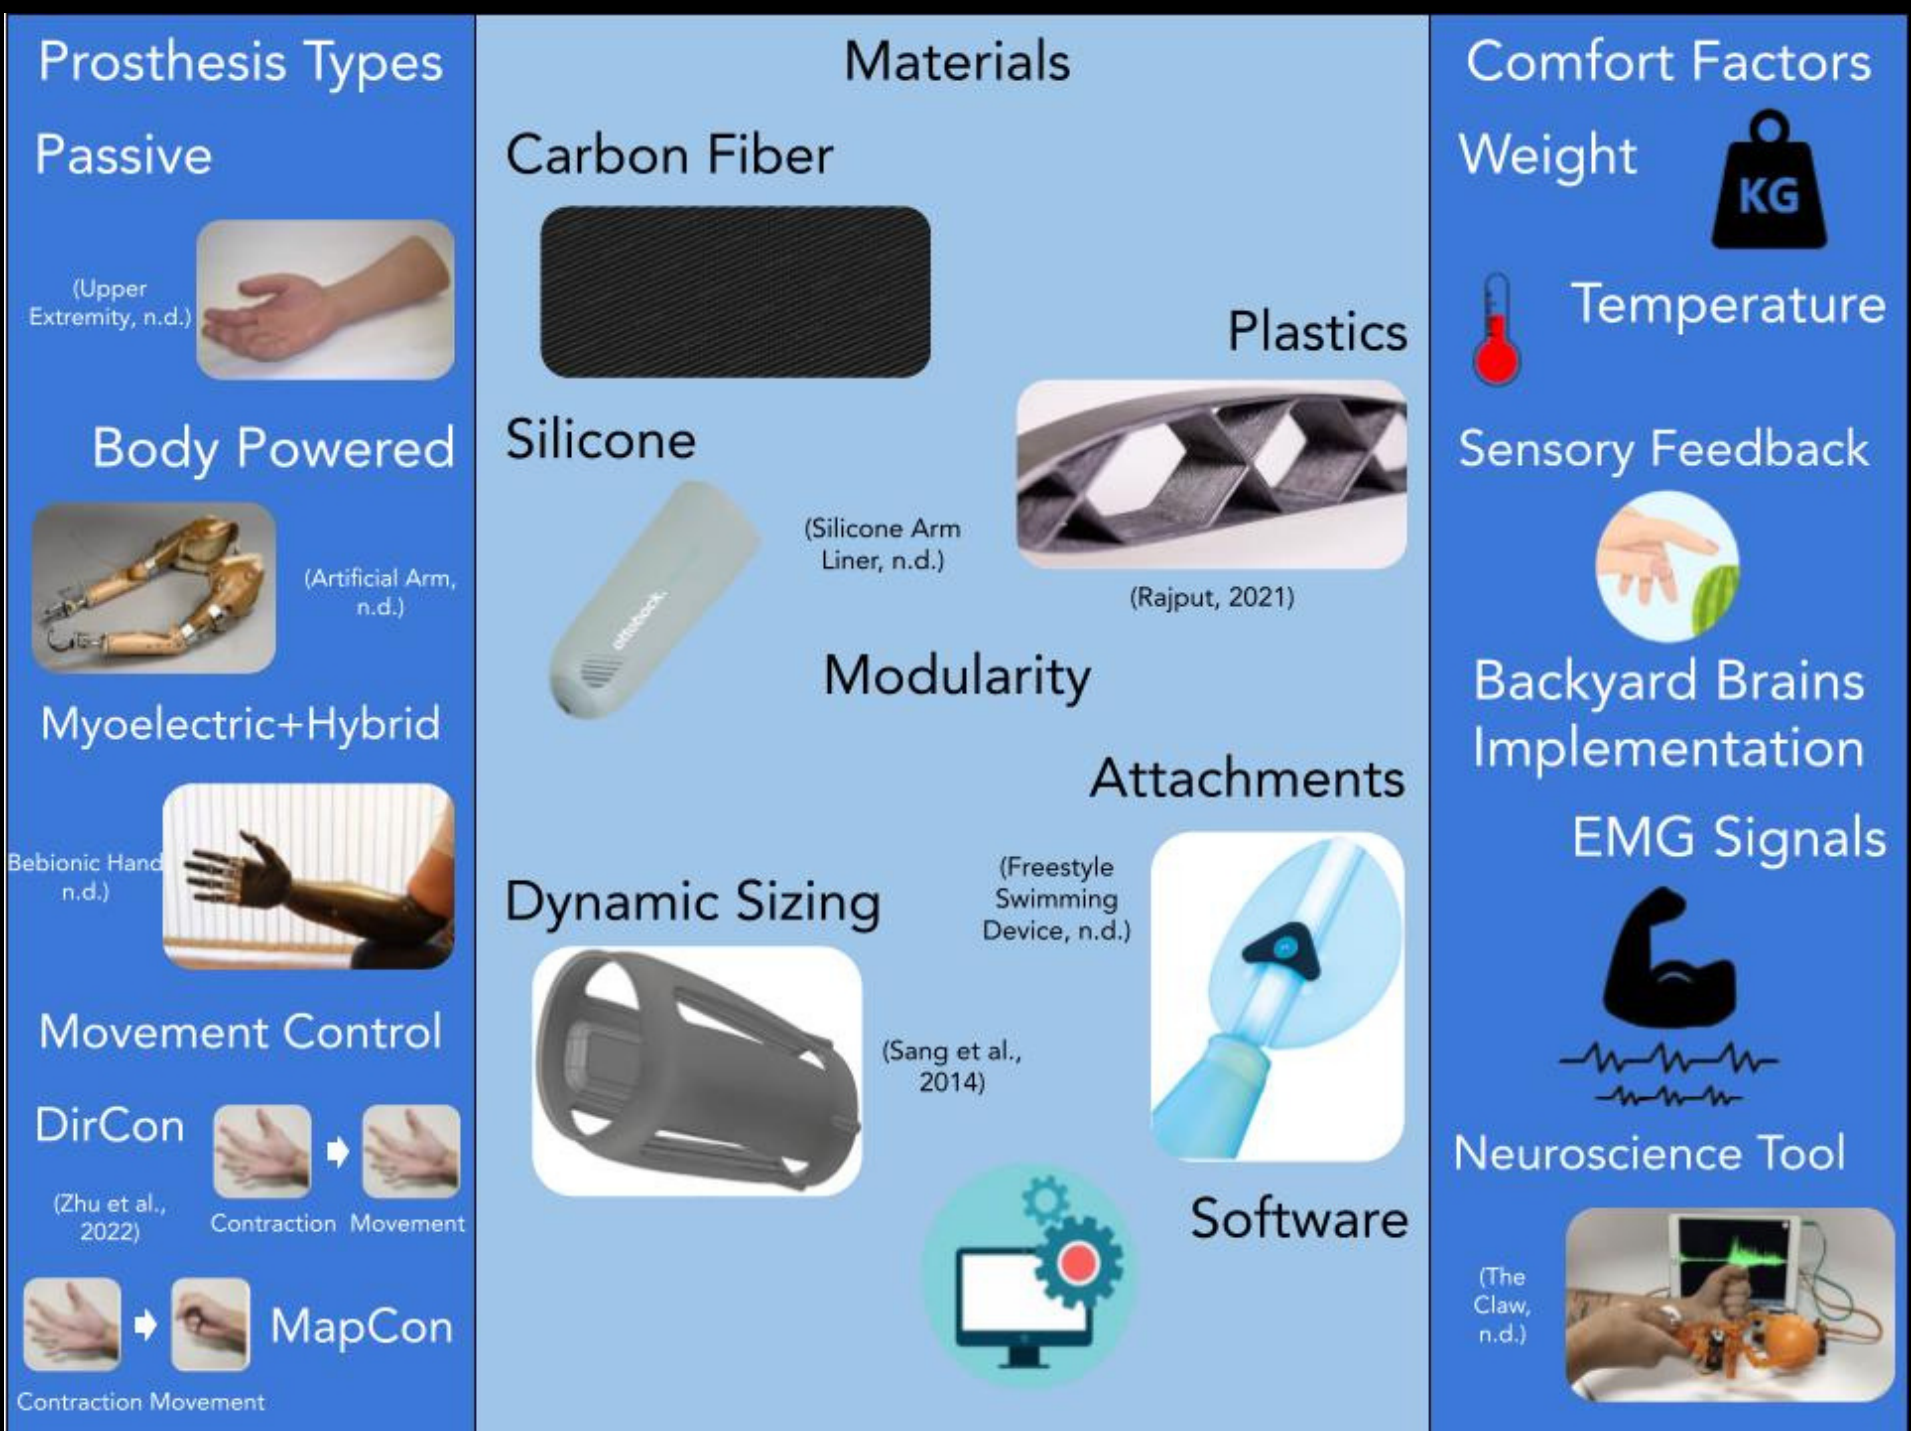 Prosthesis Types
Passive
(Upper
Extremity, n.d.)
Body Powered
(Artificial Arm,
n.d.)
Myoelectric+Hybrid
Bebionic Hand
n.d.)
Movement Control
DirCon
(Zhu et al.,
2022)
Contraction Movement
MapCon
Contraction Movement
Materials
Carbon Fiber
Plastics
(Rajput, 2021)
Silicone
(Silicone Arm
Liner, n.d.)
ottobock.
Modularity
Attachments
(Freestyle
Swimming
Device, n.d.)
Dynamic Sizing
(Sang et al.,
2014)
Software
Comfort Factors
Weight
KG
Temperature
Sensory Feedback
Backyard Brains
Implementation
EMG Signals
Neuroscience Tool
(The
Claw,
n.d.)